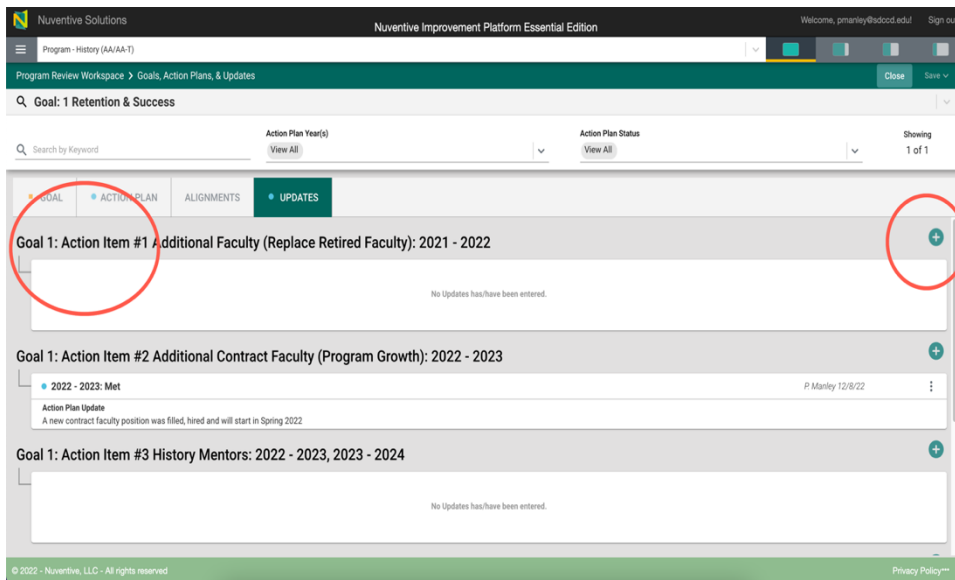 N Nuventive Solutions
Nuventive Improvement Platform Essential Edition
Welcome, pmanley@sdccd.edu! Sign ou
Program - History (AA/AA-T)
Program Review Workspace > Goals, Action Plans, & Updates
Close Save
Goal: 1 Retention & Success
Action Plan Year(s) Action Plan Status Showing
Search by Keyword View All View All 1 of 1
GOAL ACTION PLAN ALIGNMENTS UPDATES
Goal 1: Action Item #1 Additional Faculty (Replace Retired Faculty): 2021 - 2022
No Updates has/have been entered.
Goal 1: Action Item #2 Additional Contract Faculty (Program Growth): 2022 - 2023
2022 - 2023: Met P. Manley 12/8/22
Action Plan Update
A new contract faculty position was filled, hired and will start in Spring 2022
Goal 1: Action Item #3 History Mentors: 2022 - 2023, 2023 - 2024
No Updates has/have been entered.
© 2022 - Nuventive, LLC - All rights reserved Privacy Policy•••